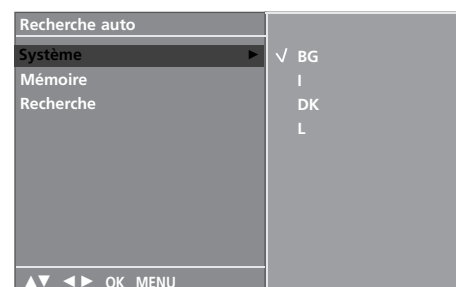 Recherche auto
Système ►
Mémoire
Recherche
√ BG
I
DK
L
▲▼ ◄► OK MENU